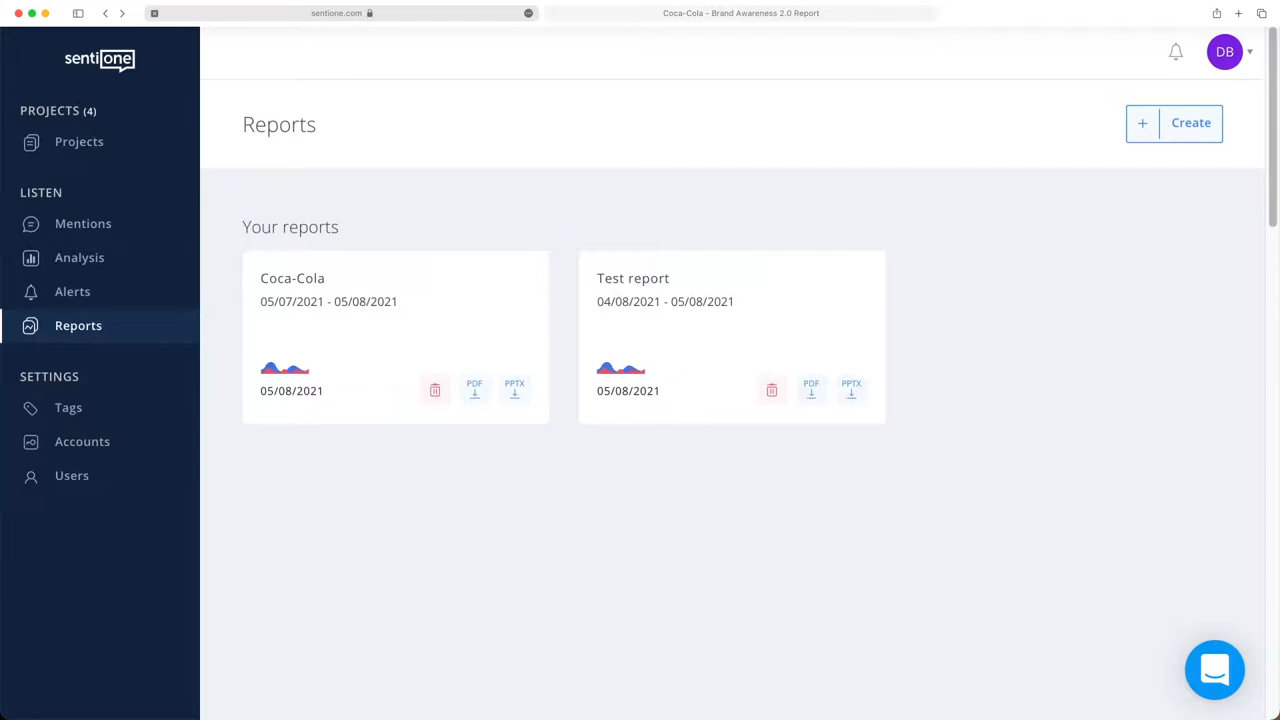 sentione.com
Coca-Cola - Brand Awareness 2.0 Report
sentione
DB
PROJECTS (4)
Projects
LISTEN
Mentions
Analysis
Alerts
Reports
SETTINGS
Tags
Accounts
Users
Reports
+ Create
Your reports
Coca-Cola
05/07/2021 - 05/08/2021
05/08/2021
PDF
PPTX
Test report
04/08/2021 - 05/08/2021
05/08/2021
PDF
PPTX